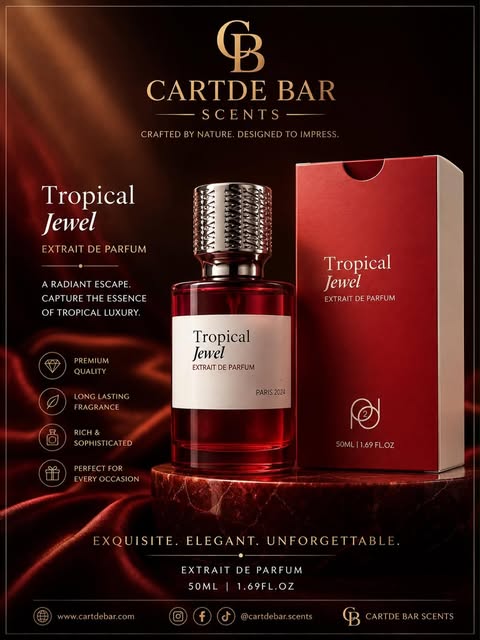 CB
CARTDE BAR
SCENTS
CRAFTED BY NATURE. DESIGNED TO IMPRESS.
Tropical
Jewel
EXTRAIT DE PARFUM
A RADIANT ESCAPE.
CAPTURE THE ESSENCE
OF TROPICAL LUXURY.
PREMIUM
QUALITY
LONG LASTING
FRAGRANCE
RICH &
SOPHISTICATED
PERFECT FOR
EVERY OCCASION
Tropical
Jewel
EXTRAIT DE PARFUM
PARIS 2024
Tropical
Jewel
EXTRAIT DE PARFUM
50ML | 1.69 FL.OZ
EXQUISITE. ELEGANT. UNFORGETTABLE.
EXTRAIT DE PARFUM
50ML | 1.69FL.OZ
www.cartdebar.com
@cartdebar.scents
CB CARTDE BAR SCENTS